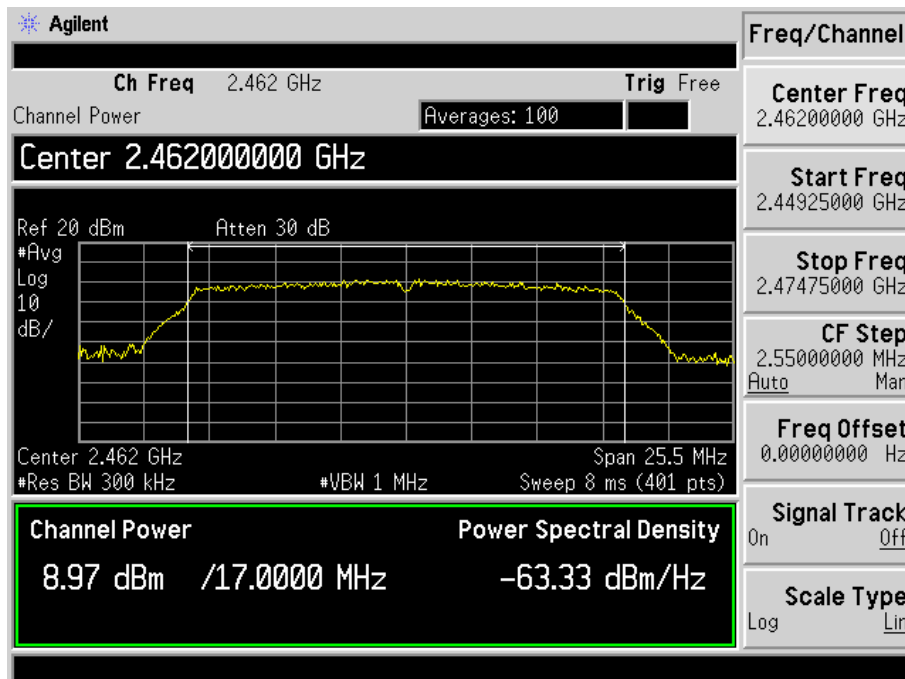 Agilent
Ch Freq 2.462 GHz Trig Free
Channel Power Averages: 100
Center 2.462000000 GHz
Ref 20 dBm Atten 30 dB
#Avg
Log
10
dB/
Center 2.462 GHz Span 25.5 MHz
#Res BW 300 kHz #VBW 1 MHz Sweep 8 ms (401 pts)
Channel Power Power Spectral Density
8.97 dBm /17.0000 MHz -63.33 dBm/Hz
Freq/Channel
Center Freq
2.46200000 GHz
Start Freq
2.44925000 GHz
Stop Freq
2.47475000 GHz
CF Step
2.55000000 MHz
Auto Man
Freq Offset
0.00000000 Hz
Signal Track
On Off
Scale Type
Log Lin